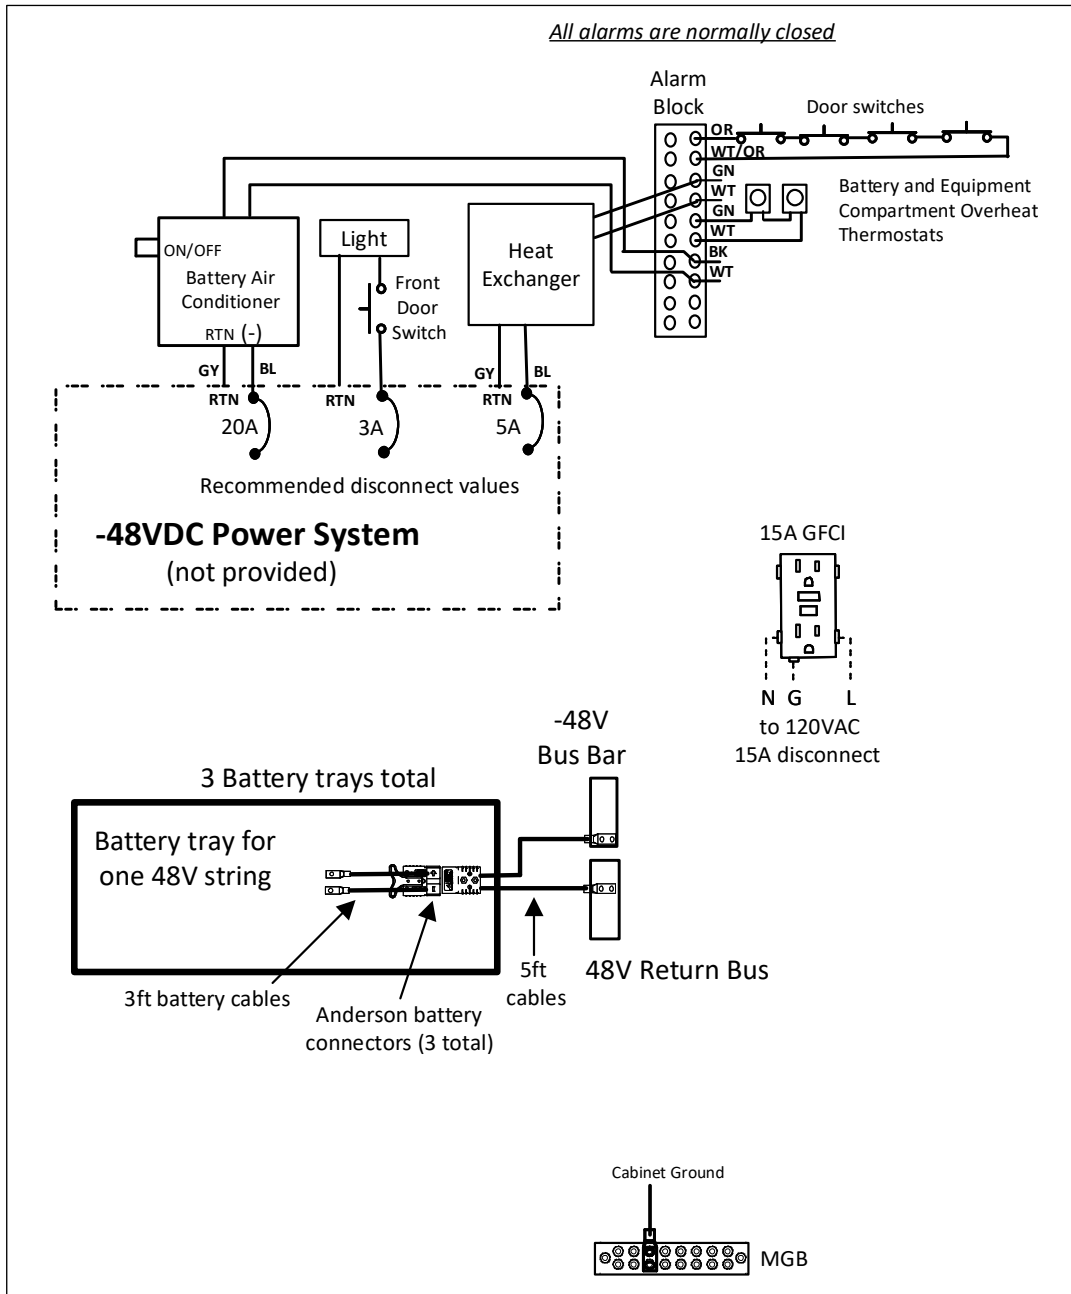 All alarms are normally closed
Alarm
Block
Door switches
OR
WT/OR
GN
WT
GN
WT
BK
WT
Battery and Equipment
Compartment Overheat
Thermostats
ON/OFF
Battery Air
Conditioner
RTN (-)
Light
Front
Door
Switch
Heat
Exchanger
GY
BL
GY
BL
RTN
RTN
RTN
20A
3A
5A
Recommended disconnect values
-48VDC Power System
(not provided)
15A GFCI
N G L
to 120VAC
15A disconnect
-48V
Bus Bar
3 Battery trays total
Battery tray for
one 48V string
48V Return Bus
5ft
cables
3ft battery cables
Anderson battery
connectors (3 total)
Cabinet Ground
MGB